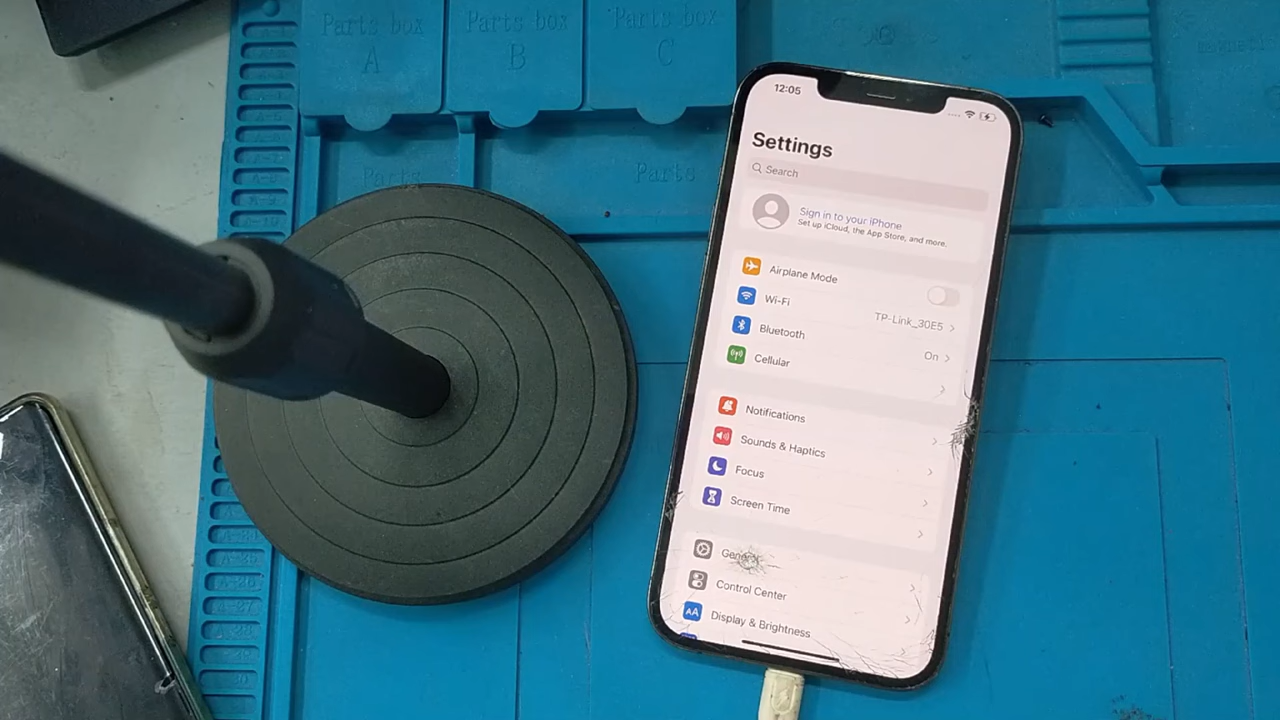 Parts box
A
Parts box
B
Parts box
C
Parts
Parts
12:05
Settings
Search
Sign in to your iPhone
Set up iCloud, the App Store, and more.
Airplane Mode
Wi-Fi
TP-Link_30E5
Bluetooth
On
Cellular
Notifications
Sounds & Haptics
Focus
Screen Time
General
Control Center
AA
Display & Brightness